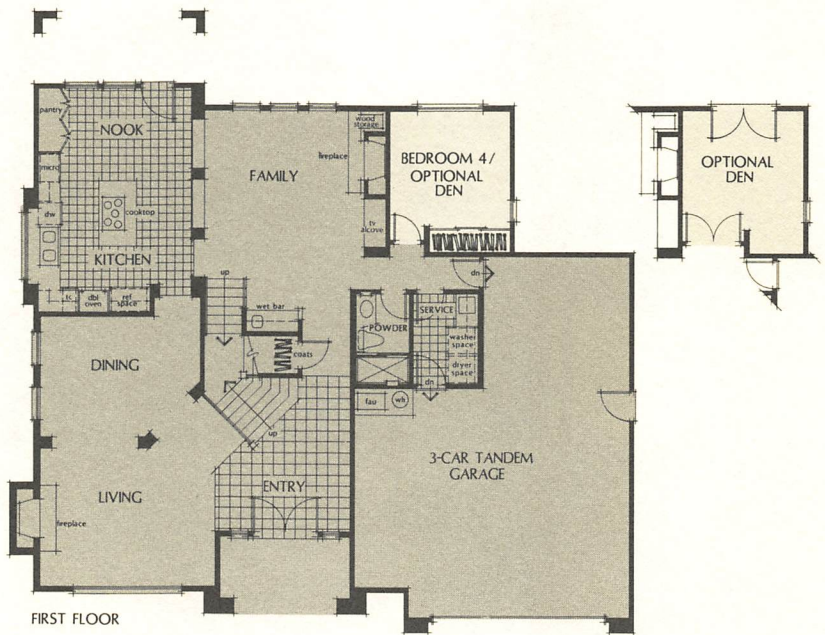 pantry
NOOK
micro
dw
cooktop
KITCHEN
tc
dbl
oven
ref
space
FAMILY
wood
storage
fireplace
tv
alcove
BEDROOM 4/
OPTIONAL
DEN
OPTIONAL
DEN
up
wet bar
coats
dn
POWDER
SERVICE
washer
space
dryer
space
dn
fau
wh
DINING
up
LIVING
fireplace
ENTRY
3-CAR TANDEM
GARAGE
FIRST FLOOR